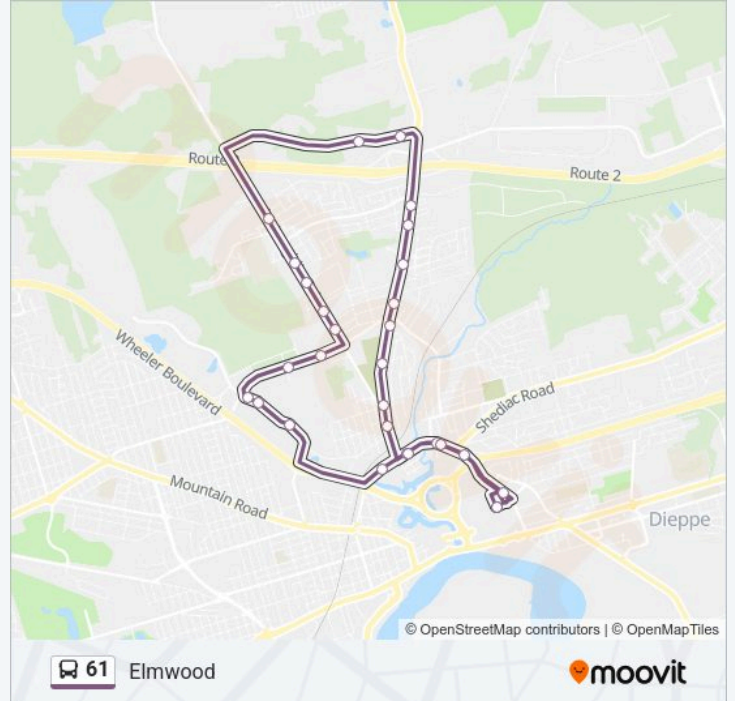 Route
Route 2
Wheeler Boulevard
Shediac Road
Mountain Road
Dieppe
© OpenStreetMap contributors | © OpenMapTiles
61 Elmwood
moovit